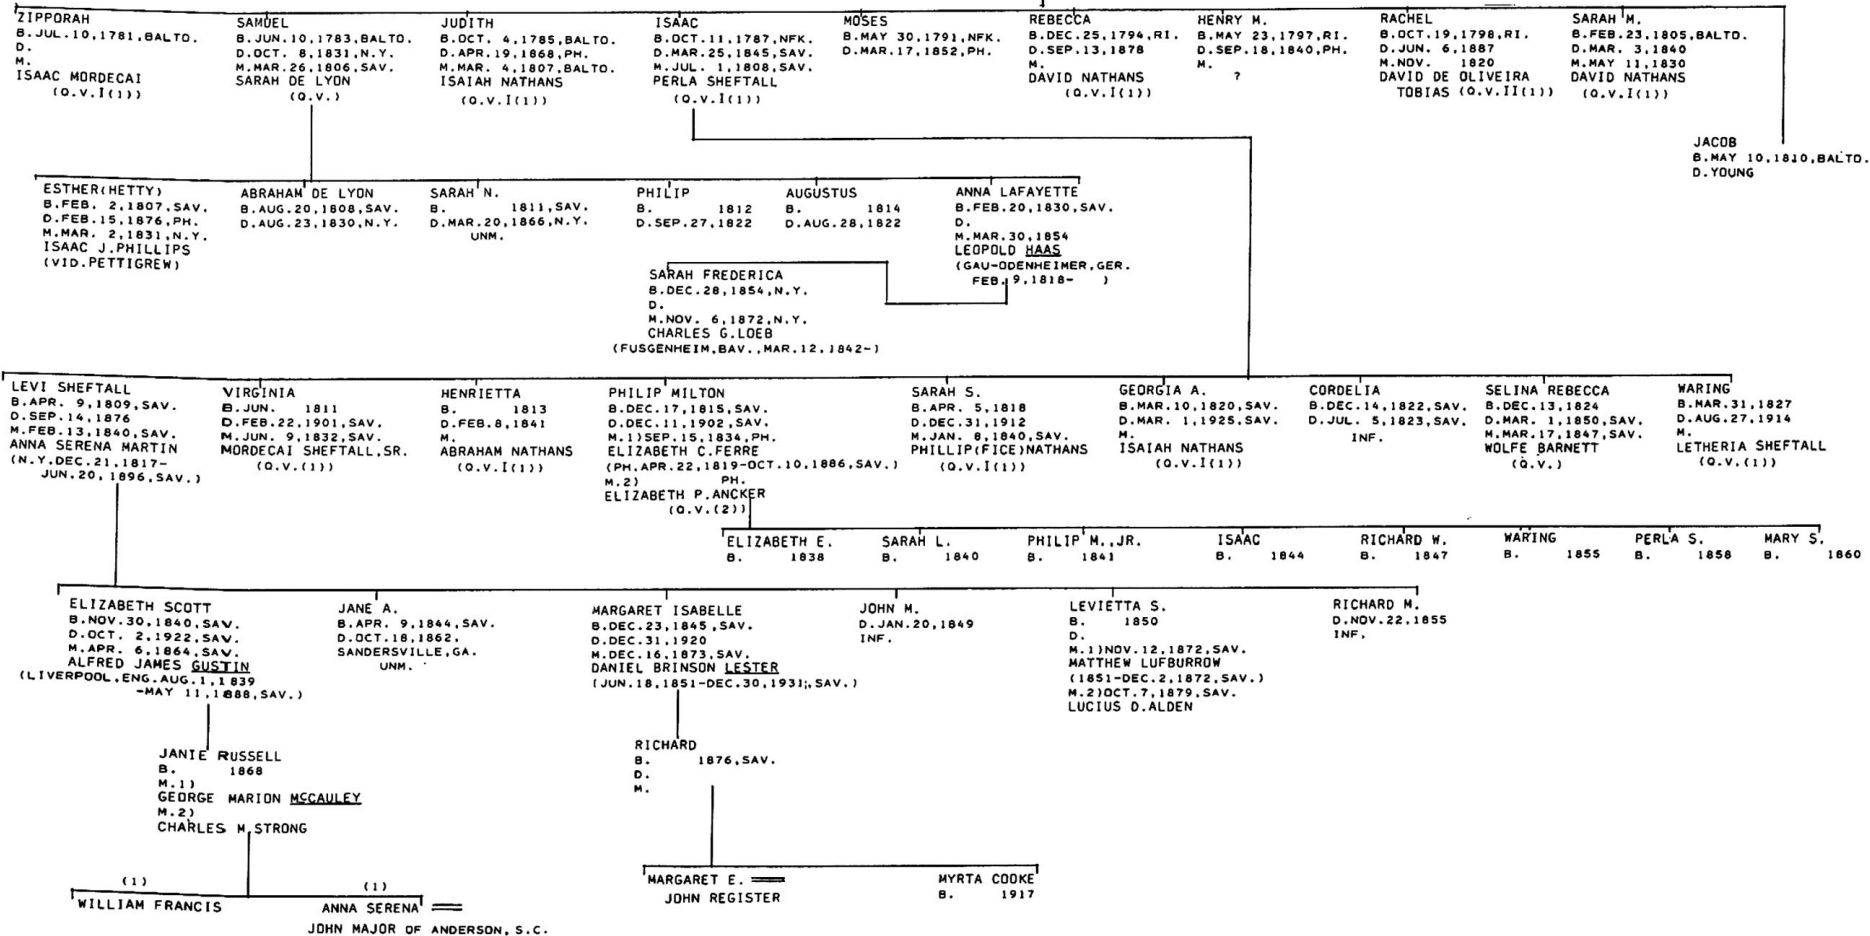 ZIPPORAH
B.JUL.10,1781,BALTO.
D.
M.
ISAAC MORDECAI
(Q.V.I(1))
SAMUEL
B.JUN.10,1783,BALTO.
D.OCT. 8,1831,N.Y.
M.MAR.26,1806,SAV.
SARAH DE LYON
(Q.V.)
JUDITH
B.OCT. 4,1785,BALTO.
D.APR.19,1868,PH.
M.MAR. 4,1807,BALTO.
ISAIAH NATHANS
(Q.V.I(1))
ISAAC
B.OCT.11,1787,NFK.
D.MAR.25,1845,SAV.
M.JUL. 1,1808,SAV.
PERLA SHEFTALL
(Q.V.I(1))
MOSES
B.MAY 30,1791,NFK.
D.MAR.17,1852,PH.
REBECCA
B.DEC.25,1794,RI.
D.SEP.13,1878
M.
DAVID NATHANS
(Q.V.I(1))
HENRY M.
B.MAY 23,1797,RI.
D.SEP.18,1840,PH.
M.
?
RACHEL
B.OCT.19,1798,RI.
D.JUN. 6,1887
M.NOV. 1820
DAVID DE OLIVEIRA
TOBIAS (Q.V.II(1))
SARAH M.
B.FEB.23,1805,BALTO.
D.MAR. 3,1840
M.MAY 11,1830
DAVID NATHANS
(Q.V.I(1))
JACOB
B.MAY 10,1810,BALTO.
D.YOUNG
ESTHER(HETTY)
B.FEB. 2,1807,SAV.
D.FEB.15,1876,PH.
M.MAR. 2,1831,N.Y.
ISAAC J.PHILLIPS
(VID.PETTIGREW)
ABRAHAM DE LYON
B.AUG.20,1808,SAV.
D.AUG.23,1830,N.Y.
SARAH N.
B. 1811,SAV.
D.MAR.20,1866,N.Y.
UNM.
PHILIP
B. 1812
D.SEP.27,1822
AUGUSTUS
B. 1814
D.AUG.28,1822
ANNA LAFAYETTE
B.FEB.20,1830,SAV.
D.
M.MAR.30,1854
LEOPOLD HAAS
(GAU-ODENHEIMER,GER.
FEB. 9,1818- )
SARAH FREDERICA
B.DEC.28,1854,N.Y.
D.
M.NOV. 6,1872,N.Y.
CHARLES G.LOEB
(FUSGENHEIM,BAV.,MAR.12,1842-)
LEVI SHEFTALL
B.APR. 9,1809,SAV.
D.SEP.14,1876
M.FEB.13,1840,SAV.
ANNA SERENA MARTIN
(N.Y.DEC.21,1817-
JUN.20,1896,SAV.)
VIRGINIA
B.JUN. 1811
D.FEB.22,1901,SAV.
M.JUN. 9,1832,SAV.
MORDECAI SHEFTALL,SR.
(Q.V.(1))
HENRIETTA
B. 1813
D.FEB.8,1841
M.
ABRAHAM NATHANS
(Q.V.I(1))
PHILIP MILTON
B.DEC.17,1815,SAV.
D.DEC.11,1902,SAV.
M.1)SEP.15,1834,PH.
ELIZABETH C.FERRE
(PH.APR.22,1819-OCT.10,1886,SAV.)
M.2) PH.
ELIZABETH P.ANCKER
(Q.V.(2))
SARAH S.
B.APR. 5,1818
D.DEC.31,1912
M.JAN. 8,1840,SAV.
PHILLIP(FICE)NATHANS
(Q.V.I(1))
GEORGIA A.
B.MAR.10,1820,SAV.
D.MAR. 1,1925,SAV.
M.
ISAIAH NATHANS
(Q.V.I(1))
CORDELIA
B.DEC.14,1822,SAV.
D.JUL. 5,1823,SAV.
INF.
SELINA REBECCA
B.DEC.13,1824
D.MAR. 1,1850,SAV.
M.MAR.17,1847,SAV.
WOLFE BARNETT
(Q.V.)
WARING
B.MAR.31,1827
D.AUG.27,1914
M.
LETHERIA SHEFTALL
(Q.V.(1))
ELIZABETH E.
B. 1838
SARAH L.
B. 1840
PHILIP M.,JR.
B. 1841
ISAAC
B. 1844
RICHARD W.
B. 1847
WARING
B. 1855
PERLA S.
B. 1858
MARY S.
B. 1860
ELIZABETH SCOTT
B.NOV.30,1840,SAV.
D.OCT. 2,1922,SAV.
M.APR. 6,1864,SAV.
ALFRED JAMES GUSTIN
(LIVERPOOL,ENG.AUG.1,1839
-MAY 11,1888,SAV.)
JANE A.
B.APR. 9,1844,SAV.
D.OCT.18,1862.
SANDERSVILLE,GA.
UNM.
MARGARET ISABELLE
B.DEC.23,1845,SAV.
D.DEC.31,1920
M.DEC.16,1873,SAV.
DANIEL BRINSON LESTER
(JUN.18,1851-DEC.30,1931,,SAV.)
JOHN M.
D.JAN.20,1849
INF.
LEVIETTA S.
B. 1850
D.
M.1)NOV.12,1872,SAV.
MATTHEW LUFBURROW
(1851-DEC.2,1872,SAV.)
M.2)OCT.7,1879,SAV.
LUCIUS D.ALDEN
RICHARD M.
D.NOV.22,1855
INF.
JANIE RUSSELL
B. 1868
M.1)
GEORGE MARION MCCAULEY
M.2)
CHARLES M.STRONG
RICHARD
B. 1876,SAV.
D.
M.
(1)
WILLIAM FRANCIS
(1)
ANNA SERENA
JOHN MAJOR OF ANDERSON, S.C.
MARGARET E.
JOHN REGISTER
MYRTA COOKE
B. 1917